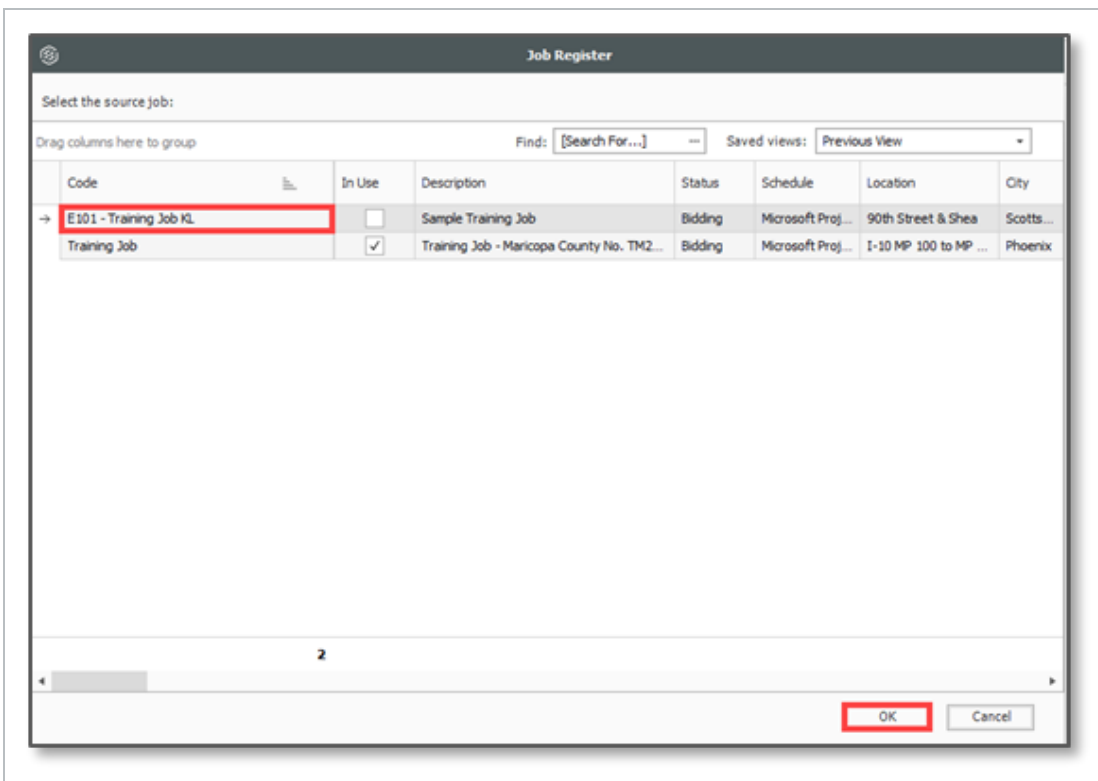 Job Register
Select the source job:
Drag columns here to group Find: [Search For...] ... Saved views: Previous View
Code In Use Description Status Schedule Location City
E101 - Training Job KL Sample Training Job Bidding Microsoft Proj... 90th Street & Shea Scotts...
Training Job Training Job - Maricopa County No. TM2... Bidding Microsoft Proj... I-10 MP 100 to MP ... Phoenix
2
OK Cancel